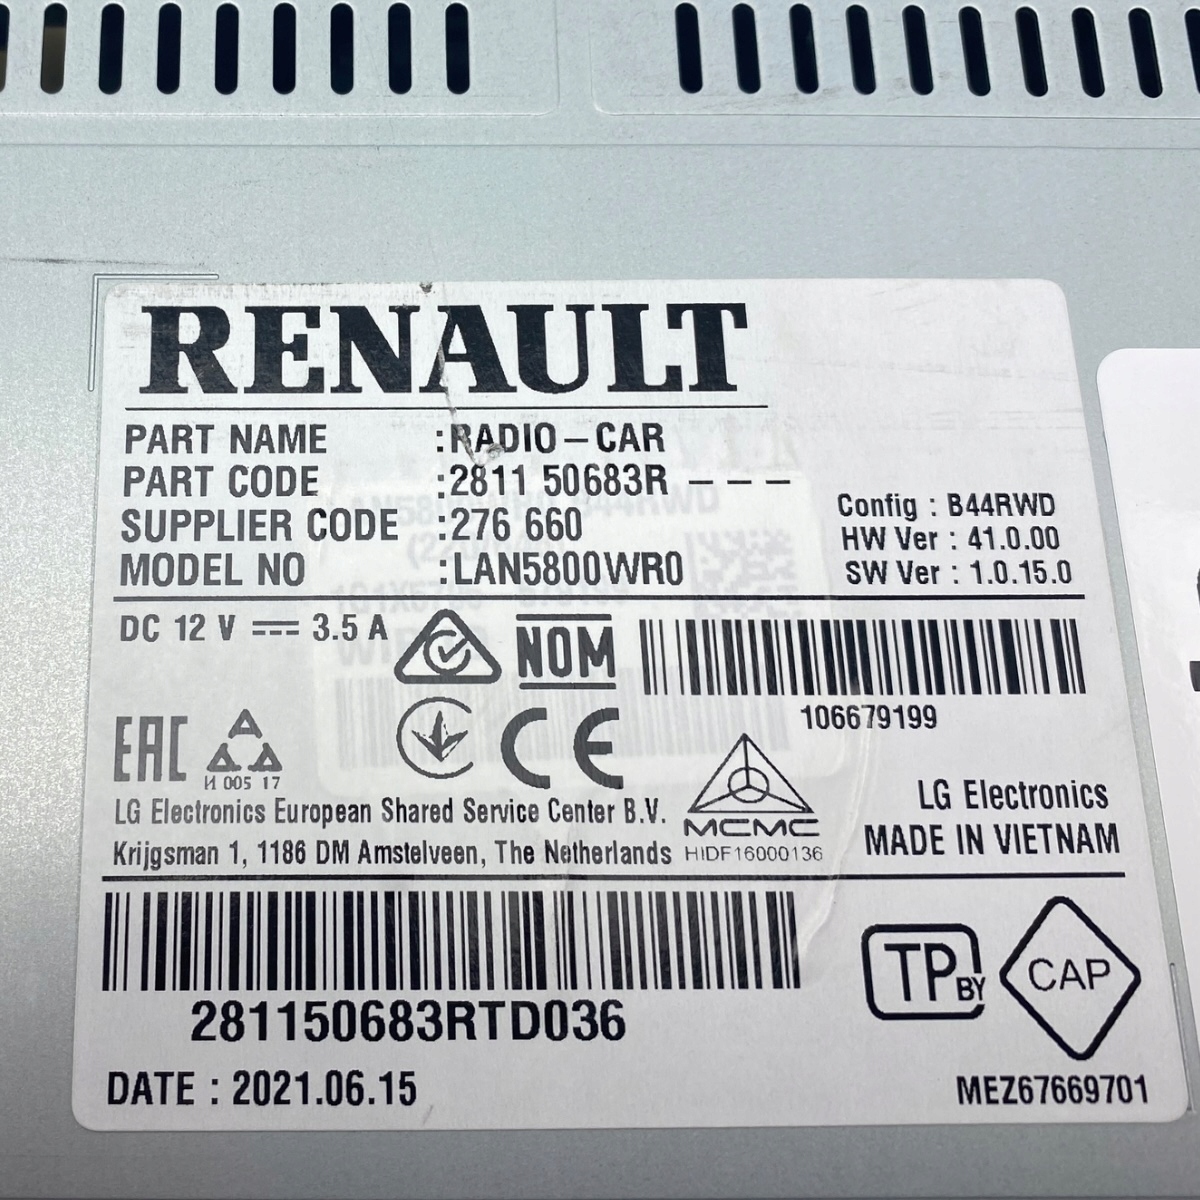 RENAULT
PART NAME :RADIO-CAR
PART CODE :2811 50683R - - -
SUPPLIER CODE :276 660
MODEL NO :LAN5800WR0
Config : B44RWD
HW Ver : 41.0.00
SW Ver : 1.0.15.0
DC 12 V 3.5 A
NOM
106679199
EAC
И 005 17
CE
LG Electronics European Shared Service Center B.V.
Krijgsman 1, 1186 DM Amstelveen, The Netherlands
MCMC
HIDF16000136
LG Electronics
MADE IN VIETNAM
281150683RTD036
TP BY
CAP
DATE : 2021.06.15
MEZ67669701